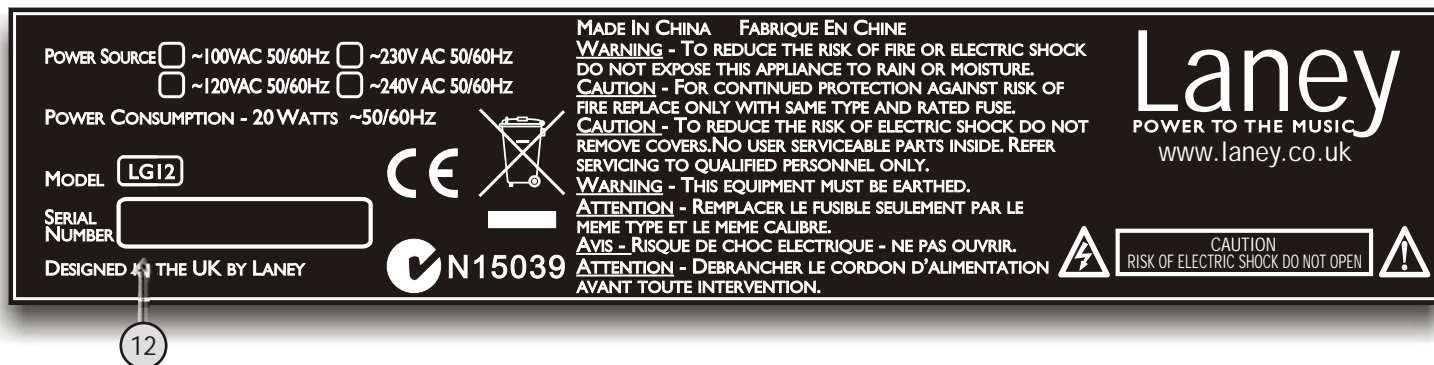 POWER SOURCE ~100VAC 50/60HZ ~230V AC 50/60HZ
~120VAC 50/60HZ ~240V AC 50/60HZ
POWER CONSUMPTION - 20 WATTS ~50/60HZ
MODEL LG12
SERIAL
NUMBER
DESIGNED IN THE UK BY LANEY
CE
N15039
MADE IN CHINA FABRIQUE EN CHINE
WARNING - TO REDUCE THE RISK OF FIRE OR ELECTRIC SHOCK
DO NOT EXPOSE THIS APPLIANCE TO RAIN OR MOISTURE.
CAUTION - FOR CONTINUED PROTECTION AGAINST RISK OF
FIRE REPLACE ONLY WITH SAME TYPE AND RATED FUSE.
CAUTION - TO REDUCE THE RISK OF ELECTRIC SHOCK DO NOT
REMOVE COVERS.NO USER SERVICEABLE PARTS INSIDE. REFER
SERVICING TO QUALIFIED PERSONNEL ONLY.
WARNING - THIS EQUIPMENT MUST BE EARTHED.
ATTENTION - REMPLACER LE FUSIBLE SEULEMENT PAR LE
MEME TYPE ET LE MEME CALIBRE.
AVIS - RISQUE DE CHOC ELECTRIQUE - NE PAS OUVRIR.
ATTENTION - DEBRANCHER LE CORDON D'ALIMENTATION
AVANT TOUTE INTERVENTION.
Laney
POWER TO THE MUSIC
www.laney.co.uk
CAUTION
RISK OF ELECTRIC SHOCK DO NOT OPEN
12